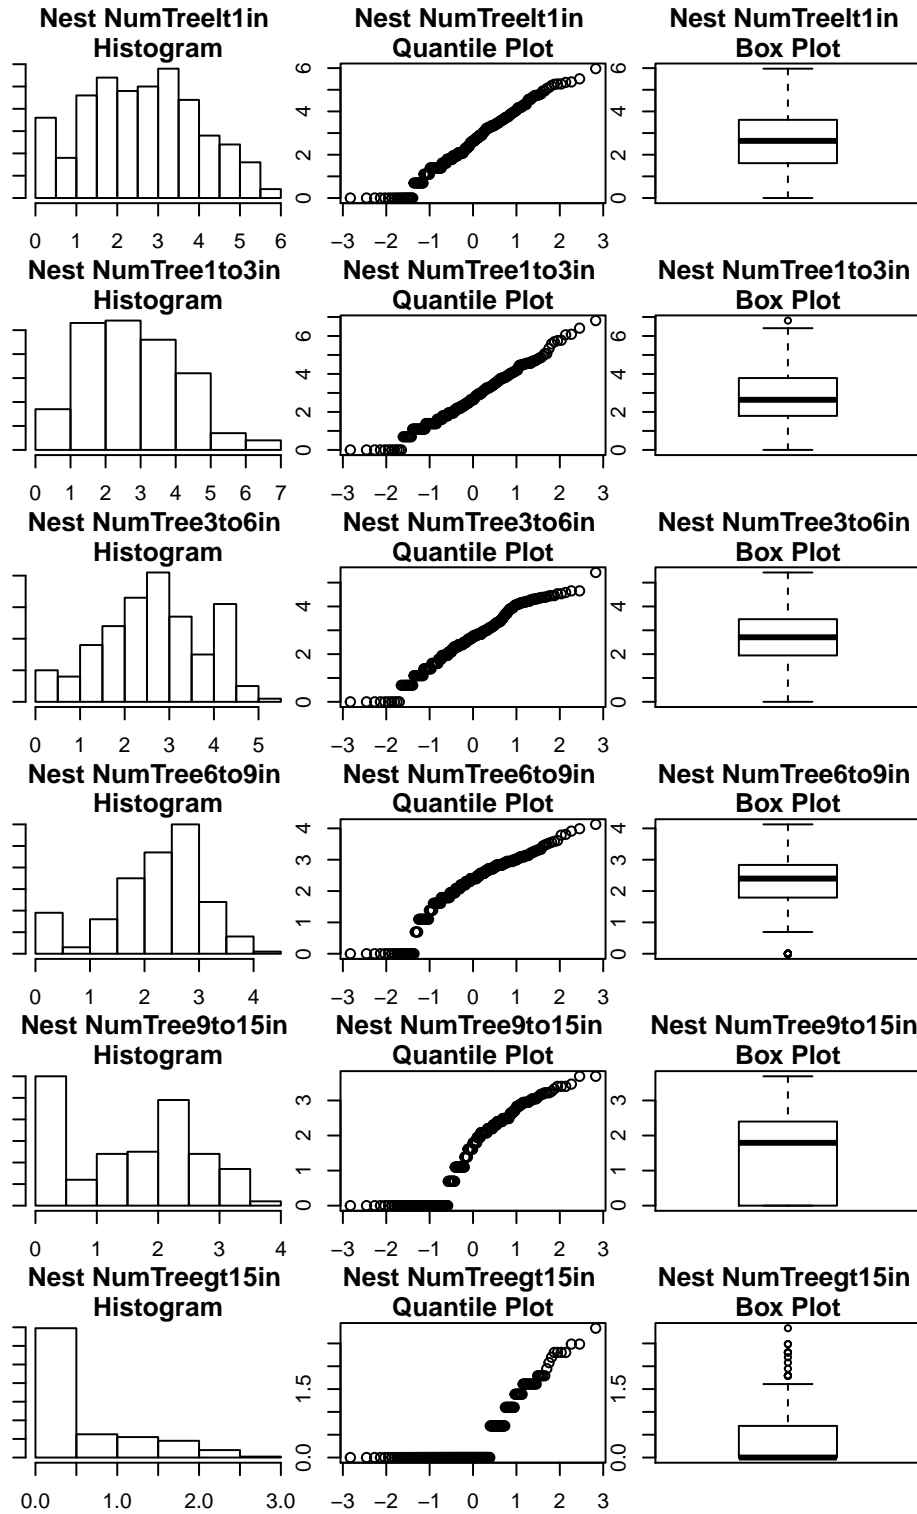 Nest NumTreelt1in Nest NumTreelt1in Nest NumTreelt1in
Histogram Quantile Plot Box Plot
0 1 2 3 4 5 6
0 2 4 6
−3 −2 −1 0 1 2 3
0 2 4 6
Nest NumTree1to3in Nest NumTree1to3in Nest NumTree1to3in
Histogram Quantile Plot Box Plot
0 1 2 3 4 5 6 7
0 2 4 6
−3 −2 −1 0 1 2 3
0 2 4 6
Nest NumTree3to6in Nest NumTree3to6in Nest NumTree3to6in
Histogram Quantile Plot Box Plot
0 1 2 3 4 5
0 2 4
−3 −2 −1 0 1 2 3
0 2 4
Nest NumTree6to9in Nest NumTree6to9in Nest NumTree6to9in
Histogram Quantile Plot Box Plot
0 1 2 3 4
0 1 2 3 4
−3 −2 −1 0 1 2 3
0 1 2 3 4
Nest NumTree9to15in Nest NumTree9to15in Nest NumTree9to15in
Histogram Quantile Plot Box Plot
0 1 2 3 4
0 1 2 3
−3 −2 −1 0 1 2 3
0 1 2 3
Nest NumTreegt15in Nest NumTreegt15in Nest NumTreegt15in
Histogram Quantile Plot Box Plot
0.0 1.0 2.0 3.0
0.0 1.5
−3 −2 −1 0 1 2 3
0.0 1.5